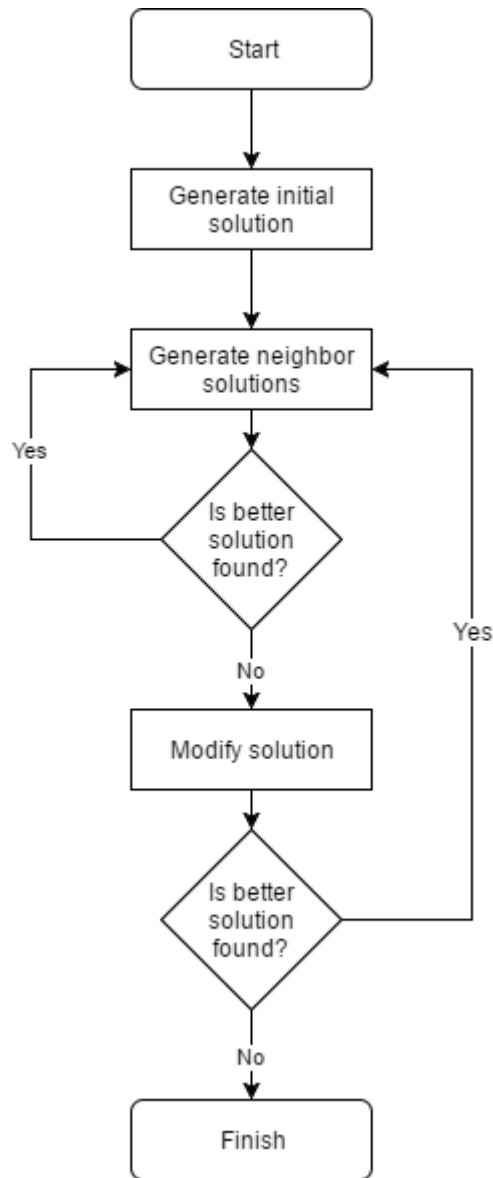 Start
Generate initial
solution
Generate neighbor
solutions
Yes
Is better
solution
found?
Yes
No
Modify solution
Is better
solution
found?
No
Finish